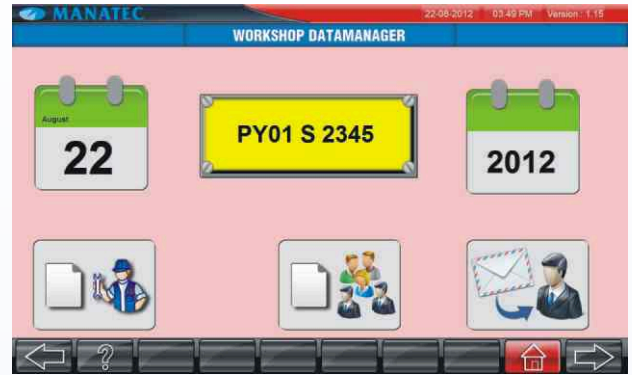 MANATEC
22-08-2012 03.49 PM Version : 1.15
WORKSHOP DATAMANAGER
August
22
PY01 S 2345
2012
?